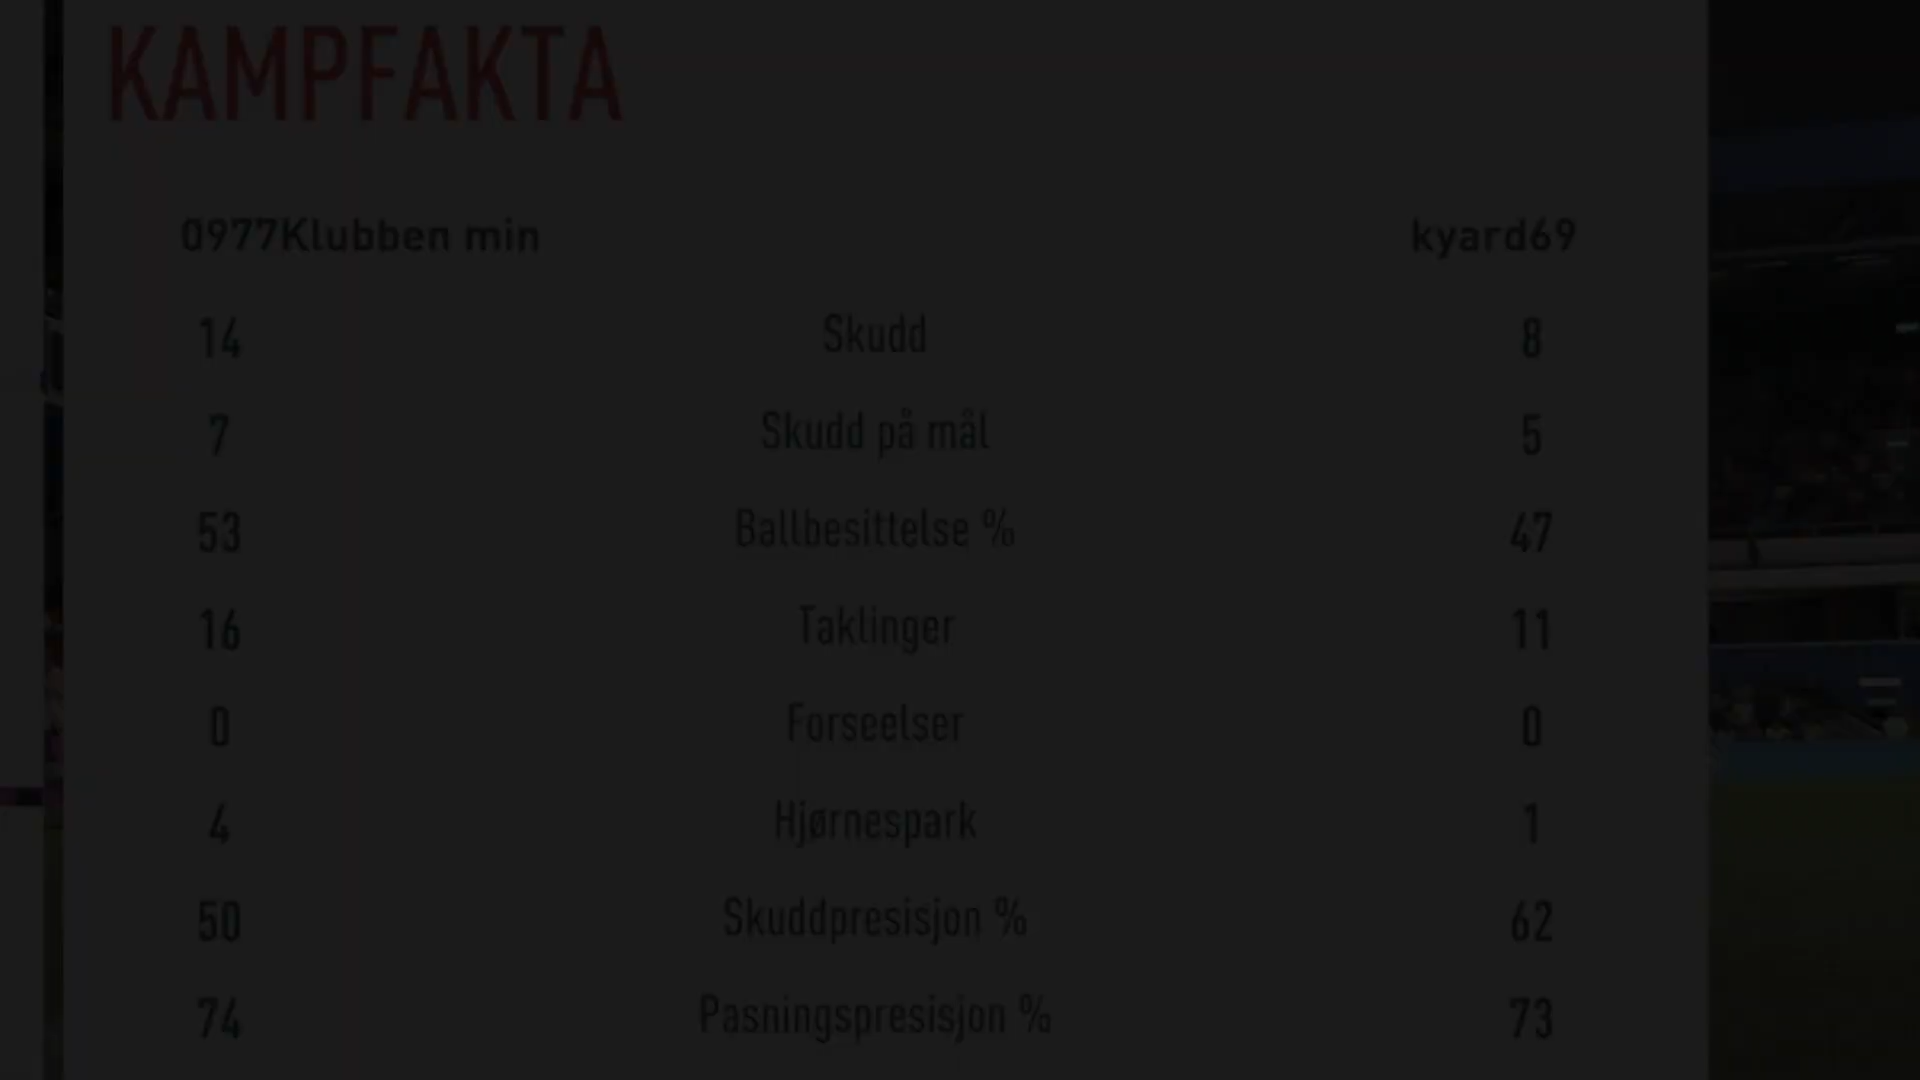 KAMPFAKTA
0977Klubben min kyard69
14 Skudd 8
7 Skudd på mål 5
53 Ballbesittelse % 47
16 Taklinger 11
0 Forseelser 0
4 Hjørnespark 1
50 Skuddpresisjon % 62
74 Pasningspresisjon % 73